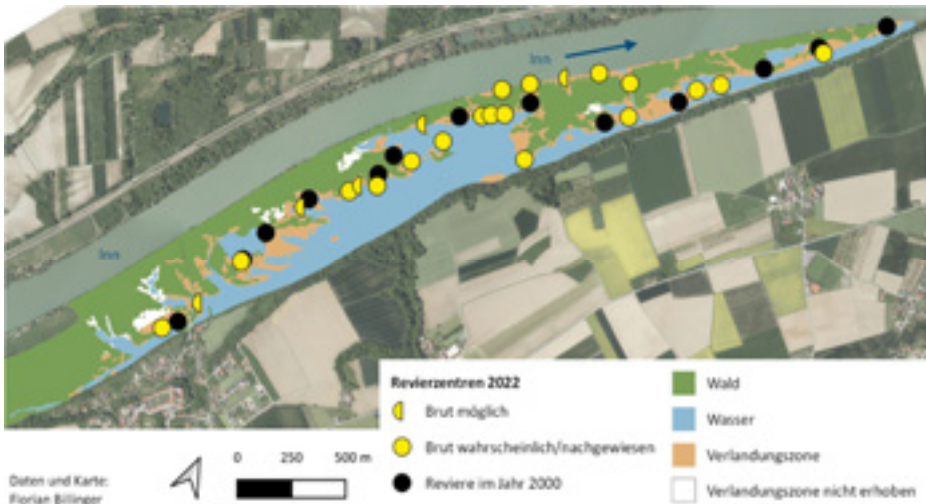 Inn
Inn
Revierzentren 2022
Brut möglich
Brut wahrscheinlich/nachgewiesen
Reviere im Jahr 2000
Wald
Wasser
Verlandungszone
Verlandungszone nicht erhoben
0 250 500 m
Daten und Karte:
Florian Billinger